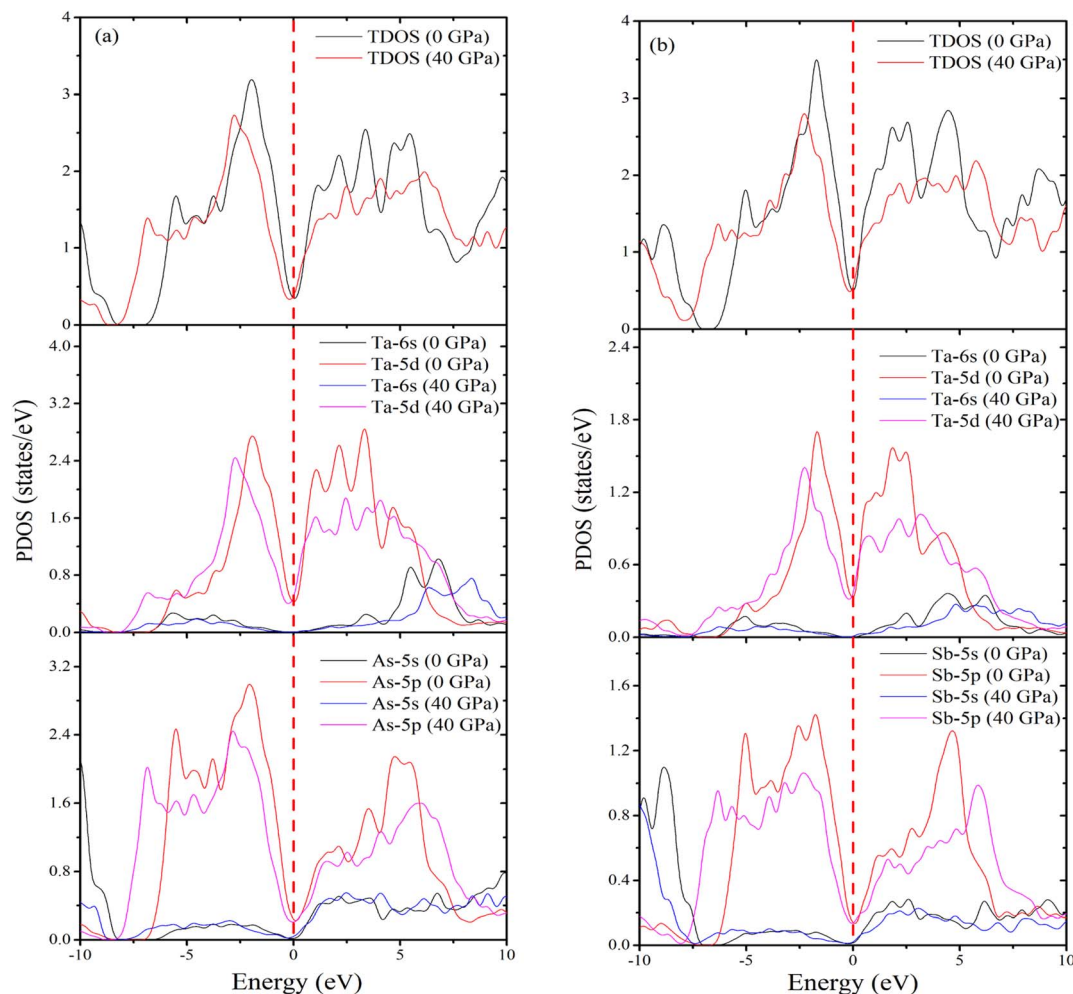 (a)
TDOS (0 GPa)
TDOS (40 GPa)
4
3
2
1
0
Ta-6s (0 GPa)
Ta-5d (0 GPa)
Ta-6s (40 GPa)
Ta-5d (40 GPa)
4.0
3.2
2.4
1.6
0.8
0.0
As-5s (0 GPa)
As-5p (0 GPa)
As-5s (40 GPa)
As-5p (40 GPa)
3.2
2.4
1.6
0.8
0.0
PDOS (states/eV)
-10 -5 0 5 10
Energy (eV)
(b)
TDOS (0 GPa)
TDOS (40 GPa)
4
3
2
1
0
Ta-6s (0 GPa)
Ta-5d (0 GPa)
Ta-6s (40 GPa)
Ta-5d (40 GPa)
2.4
1.8
1.2
0.6
0.0
Sb-5s (0 GPa)
Sb-5p (0 GPa)
Sb-5s (40 GPa)
Sb-5p (40 GPa)
1.6
1.2
0.8
0.4
0.0
PDOS (states/eV)
-10 -5 0 5 10
Energy (eV)